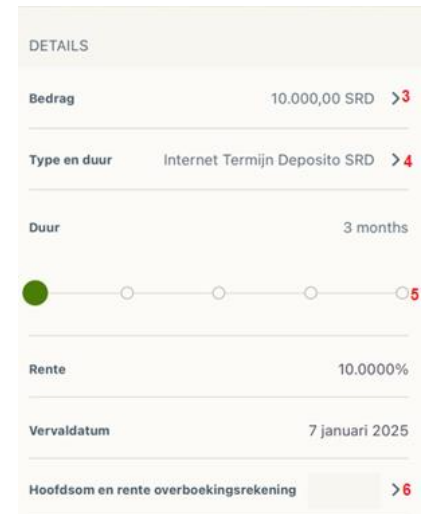 DETAILS
Bedrag 10.000,00 SRD >3
Type en duur Internet Termijn Deposito SRD >4
Duur 3 months
5
Rente 10.0000%
Vervaldatum 7 januari 2025
Hoofdsom en rente overboekingsrekening >6